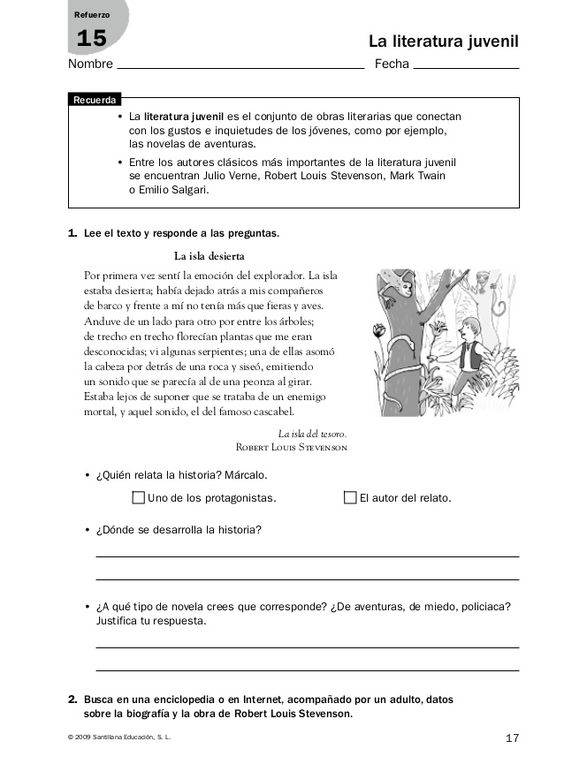 Refuerzo
15
La literatura juvenil
Nombre
Fecha
Recuerda
• La literatura juvenil es el conjunto de obras literarias que conectan
con los gustos e inquietudes de los jóvenes, como por ejemplo,
las novelas de aventuras.
• Entre los autores clásicos más importantes de la literatura juvenil
se encuentran Julio Verne, Robert Louis Stevenson, Mark Twain
o Emilio Salgari.
1. Lee el texto y responde a las preguntas.
La isla desierta
Por primera vez sentí la emoción del explorador. La isla
estaba desierta; había dejado atrás a mis compañeros
de barco y frente a mí no tenía más que fieras y aves.
Anduve de un lado para otro por entre los árboles;
de trecho en trecho florecían plantas que me eran
desconocidas; vi algunas serpientes; una de ellas asomó
la cabeza por detrás de una roca y siseó, emitiendo
un sonido que se parecía al de una peonza al girar.
Estaba lejos de suponer que se trataba de un enemigo
mortal, y aquel sonido, el del famoso cascabel.
La isla del tesoro.
Robert Louis Stevenson
• ¿Quién relata la historia? Márcalo.
Uno de los protagonistas.
El autor del relato.
• ¿Dónde se desarrolla la historia?
• ¿A qué tipo de novela crees que corresponde? ¿De aventuras, de miedo, policiaca?
Justifica tu respuesta.
2. Busca en una enciclopedia o en Internet, acompañado por un adulto, datos
sobre la biografía y la obra de Robert Louis Stevenson.
© 2009 Santillana Educación, S. L.
17